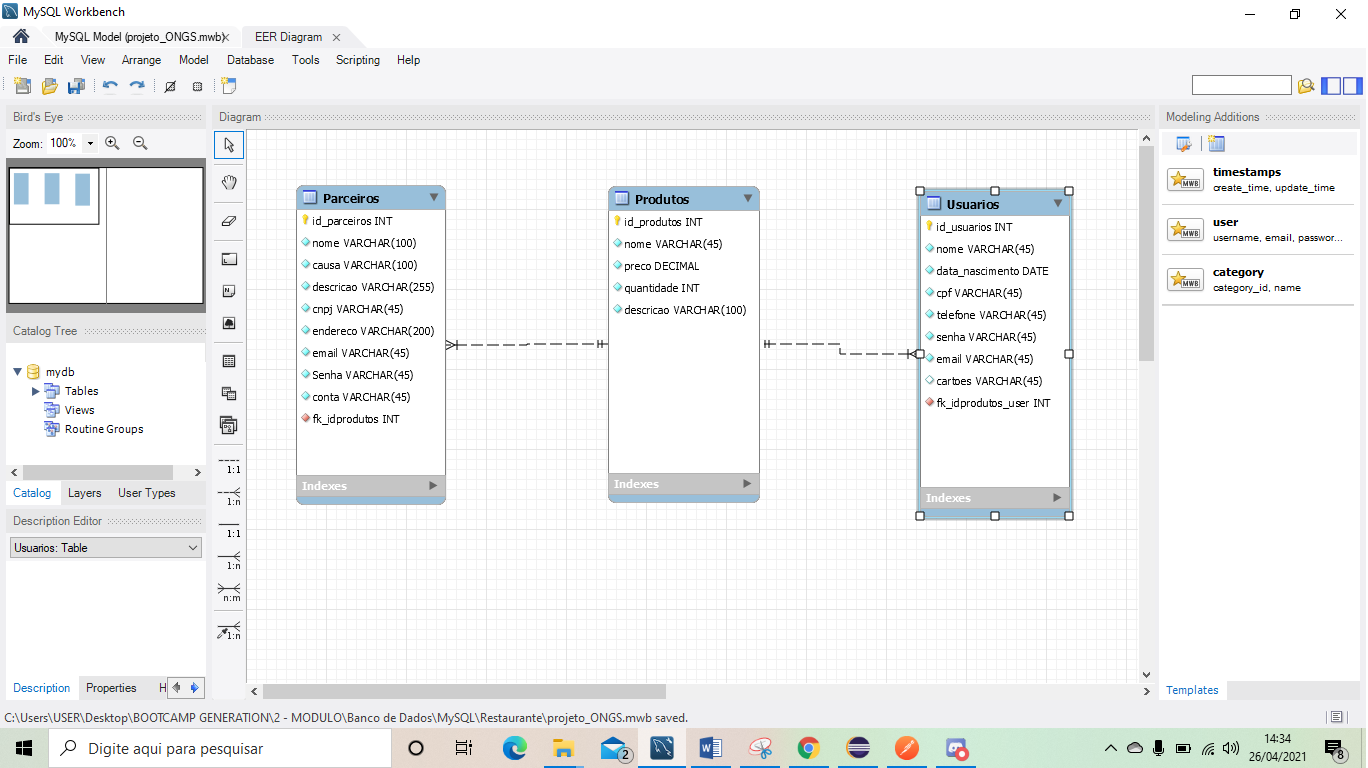 MySQL Workbench
MySQL Model (projeto_ONGS.mwb)
EER Diagram
File Edit View Arrange Model Database Tools Scripting Help
Bird's Eye
Zoom: 100%
Catalog Tree
mydb
Tables
Views
Routine Groups
Catalog Layers User Types
Description Editor
Usuarios: Table
Description Properties H
Diagram
1:1
1:n
1:1
1:n
n:m
1:n
Parceiros
id_parceiros INT
nome VARCHAR(100)
causa VARCHAR(100)
descricao VARCHAR(255)
cnpj VARCHAR(45)
endereco VARCHAR(200)
email VARCHAR(45)
Senha VARCHAR(45)
conta VARCHAR(45)
fk_idprodutos INT
Indexes
Produtos
id_produtos INT
nome VARCHAR(45)
preco DECIMAL
quantidade INT
descricao VARCHAR(100)
Indexes
Usuarios
id_usuarios INT
nome VARCHAR(45)
data_nascimento DATE
cpf VARCHAR(45)
telefone VARCHAR(45)
senha VARCHAR(45)
email VARCHAR(45)
cartoes VARCHAR(45)
fk_idprodutos_user INT
Indexes
Modeling Additions
MWB
timestamps
create_time, update_time
MWB
user
username, email, passwor...
MWB
category
category_id, name
Templates
C:\Users\USER\Desktop\BOOTCAMP GENERATION\2 - MODULO\Banco de Dados\MySQL\Restaurante\projeto_ONGS.mwb saved.
Digite aqui para pesquisar
2
14:34
26/04/2021
8